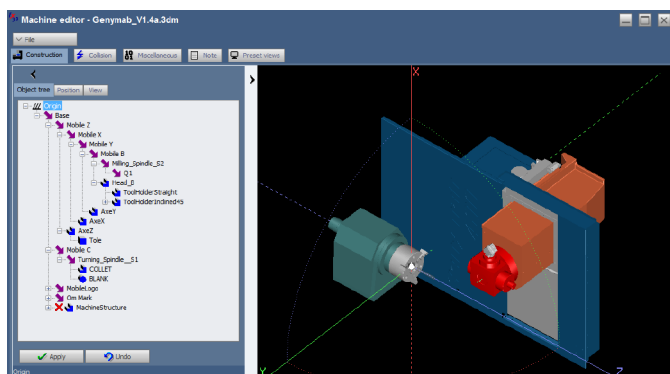 Machine editor - Genymab_V1.4a.3dm
File
Construction Collision Miscellaneous Note Preset views
Object tree Position View
Origin
Base
Mobile Z
Mobile X
Mobile Y
Mobile B
Milling_Spindle_S2
Q1
Head_B
ToolHolderStraight
ToolHolderInclined45
AxeY
AxeX
AxeZ
Tole
Mobile C
Turning_Spindle__S1
COLLET
BLANK
MobileLogo
Om Mark
MachineStructure
Apply Undo
Origin
X
Y
Z